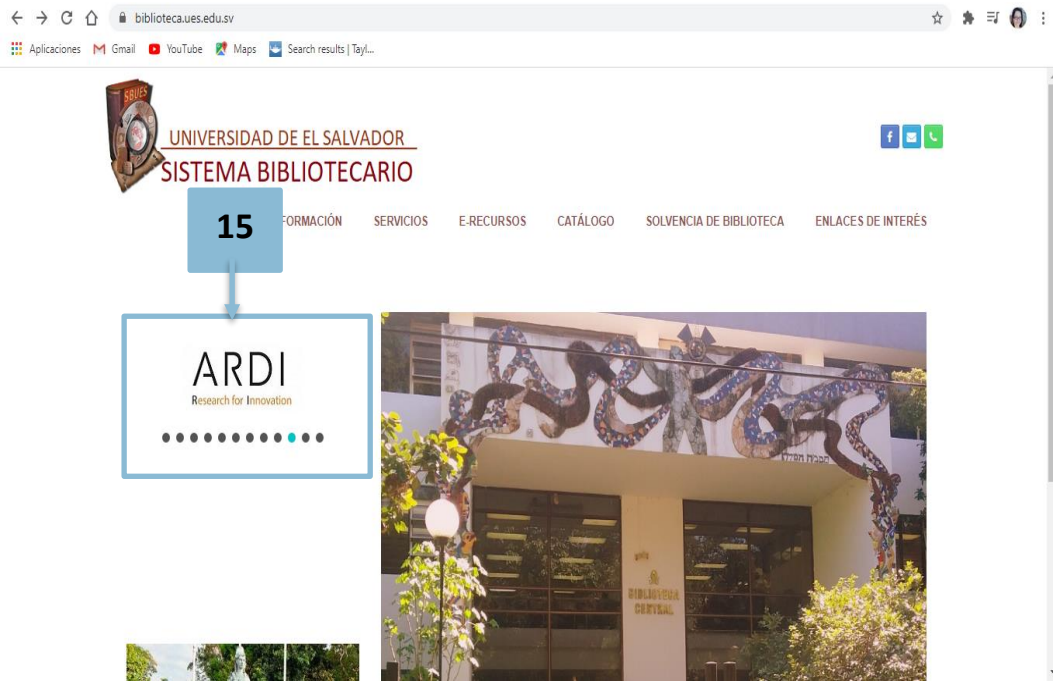 biblioteca.ues.edu.sv
Aplicaciones Gmail YouTube Maps Search results | Tayl...
SBUES
UNIVERSIDAD DE EL SALVADOR
SISTEMA BIBLIOTECARIO
15
FORMACIÓN SERVICIOS E-RECURSOS CATÁLOGO SOLVENCIA DE BIBLIOTECA ENLACES DE INTERÉS
ARDI
Research for Innovation
BIBLIOTECA
CENTRAL